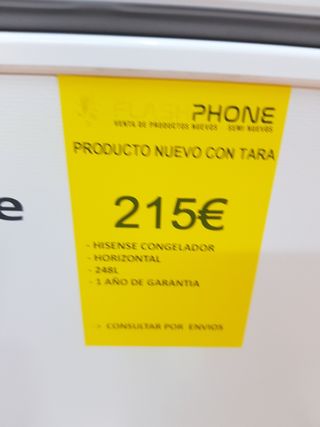 FLASHPHONE
VENTA DE PRODUCTOS NUEVOS SEMI NUEVOS
PRODUCTO NUEVO CON TARA
215€
e
- HISENSE CONGELADOR
- HORIZONTAL
- 248L
- 1 AÑO DE GARANTIA
-> CONSULTAR POR ENVIOS